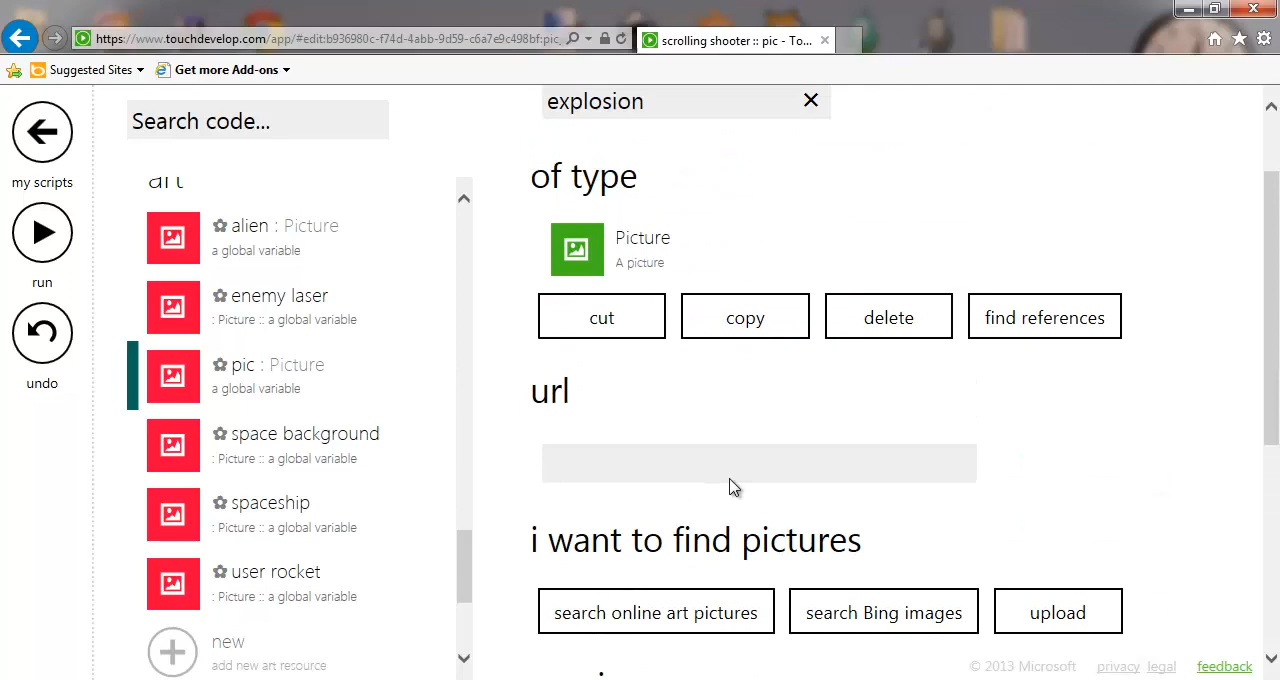 https://www.touchdevelop.com/app/#edit:b936980c-f74d-4abb-9d59-c6a7e9c498bf:pic
scrolling shooter :: pic - To...
Suggested Sites
Get more Add-ons
my scripts
run
undo
Search code...
art
alien : Picture
a global variable
enemy laser
: Picture :: a global variable
pic : Picture
a global variable
space background
: Picture :: a global variable
spaceship
: Picture :: a global variable
user rocket
: Picture :: a global variable
new
add new art resource
explosion
of type
Picture
A picture
cut
copy
delete
find references
url
i want to find pictures
search online art pictures
search Bing images
upload
© 2013 Microsoft
privacy
legal
feedback